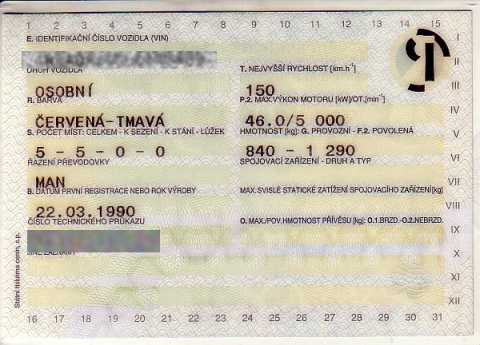 1 2 3 4 5 6 7 8 9 10 11 12 13 14 15
E. IDENTIFIKAČNÍ ČÍSLO VOZIDLA (VIN)
I
II
DRUH VOZIDLA T. NEJVYŠŠÍ RYCHLOST [km.h⁻¹]
OSOBNÍ 150
III
R. BARVA P.2. MAX.VÝKON MOTORU [kW]/OT.[min⁻¹]
IV
ČERVENÁ-TMAVÁ 46.0/5 000
S. POČET MÍST: CELKEM - K SEZENÍ - K STÁNÍ - LŮŽEK HMOTNOST [kg]: G. PROVOZNÍ - F.2. POVOLENÁ
V
5 - 5 - 0 - 0 840 - 1 290
VI
ŘAZENÍ PŘEVODOVKY SPOJOVACÍ ZAŘÍZENÍ - DRUH A TYP
MAN
VII
B. DATUM PRVNÍ REGISTRACE NEBO ROK VÝROBY MAX. SVISLÉ STATICKÉ ZATÍŽENÍ SPOJOVACÍHO ZAŘÍZENÍ[kg]
22.03.1990
VIII
ČÍSLO TECHNICKÉHO PRŮKAZU O. MAX./POV. HMOTNOST PŘÍVĚSU [kg]: O.1.BRZD.-O.2.NEBRZD.
IX
X
XI
XII
Státní tiskárna cenin, s.p.
16 17 18 19 20 21 22 23 24 25 26 27 28 29 30 31